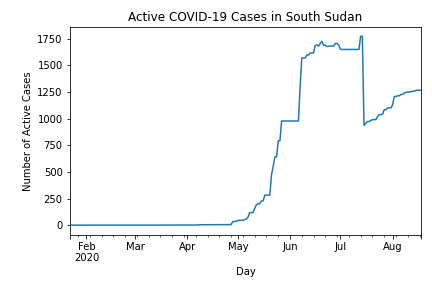 Active COVID-19 Cases in South Sudan
Number of Active Cases
1750
1500
1250
1000
750
500
250
0
Feb
2020
Mar
Apr
May
Jun
Jul
Aug
Day